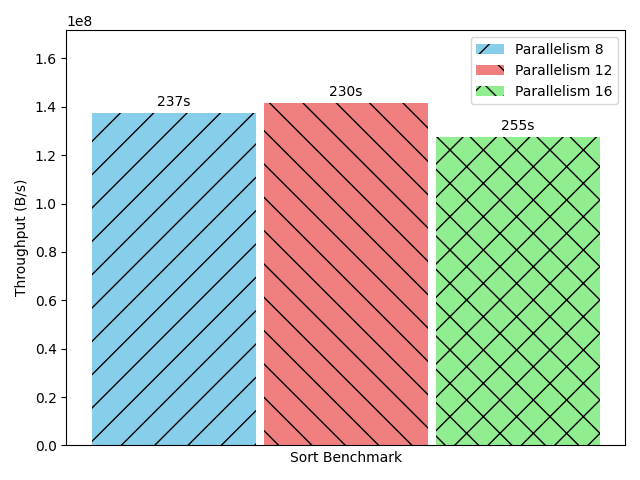 1e8
1.6
1.4
1.2
1.0
0.8
0.6
0.4
0.2
0.0
Throughput (B/s)
237s
230s
255s
Parallelism 8
Parallelism 12
Parallelism 16
Sort Benchmark